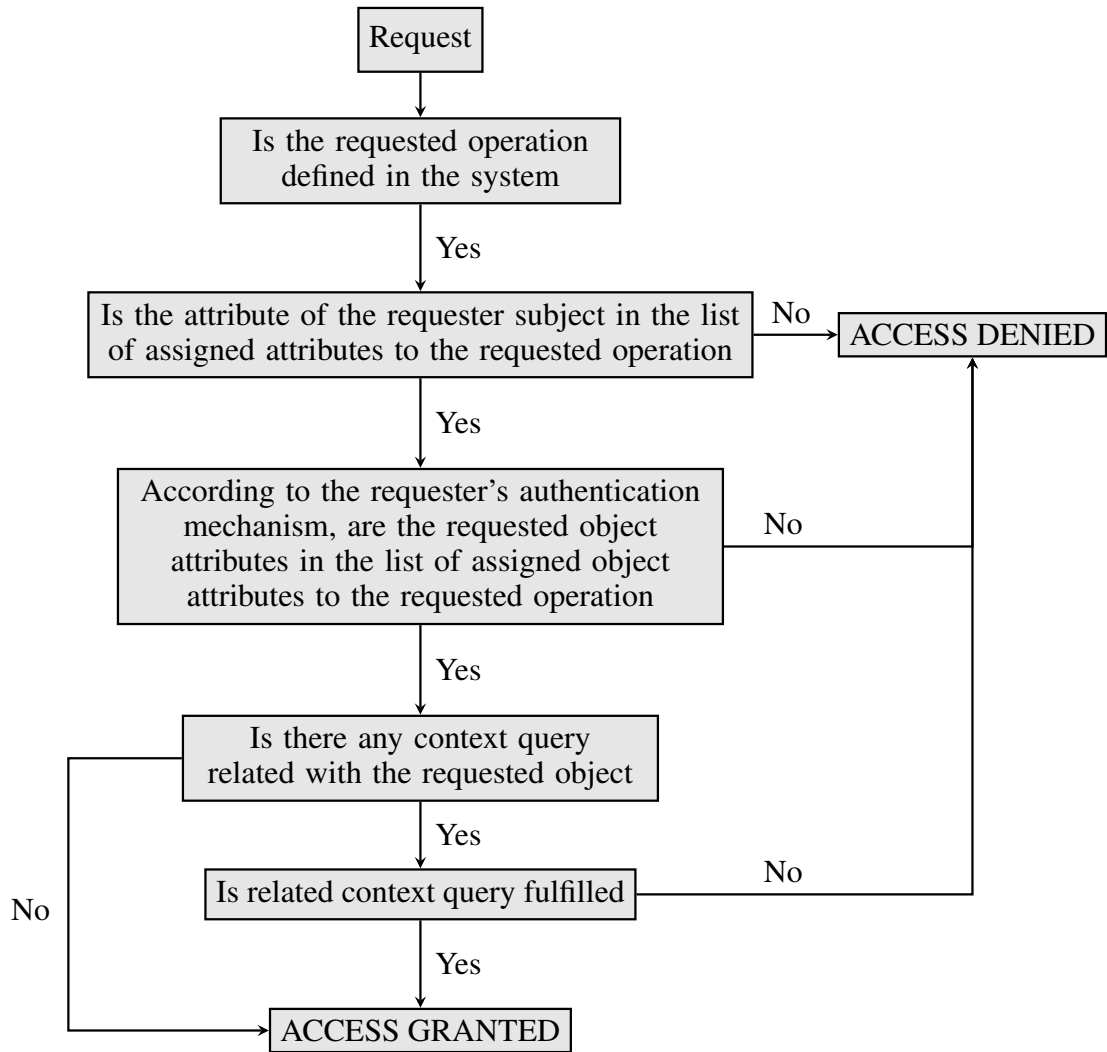 Request
Is the requested operation
defined in the system
Yes
Is the attribute of the requester subject in the list
of assigned attributes to the requested operation
No
ACCESS DENIED
Yes
According to the requester's authentication
mechanism, are the requested object
attributes in the list of assigned object
attributes to the requested operation
No
Yes
Is there any context query
related with the requested object
Yes
No
Is related context query fulfilled
No
Yes
ACCESS GRANTED